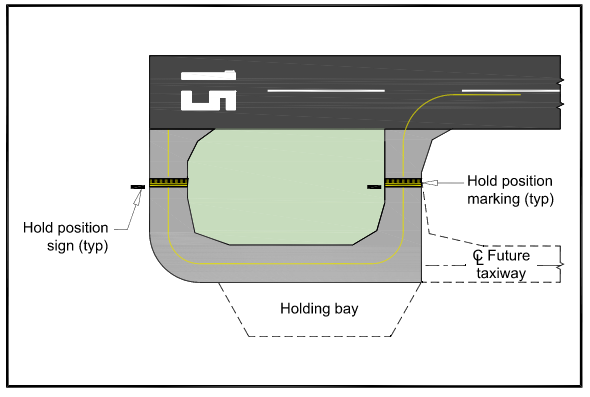 15
Hold position
marking (typ)
Hold position
sign (typ)
℄ Future
taxiway
Holding bay